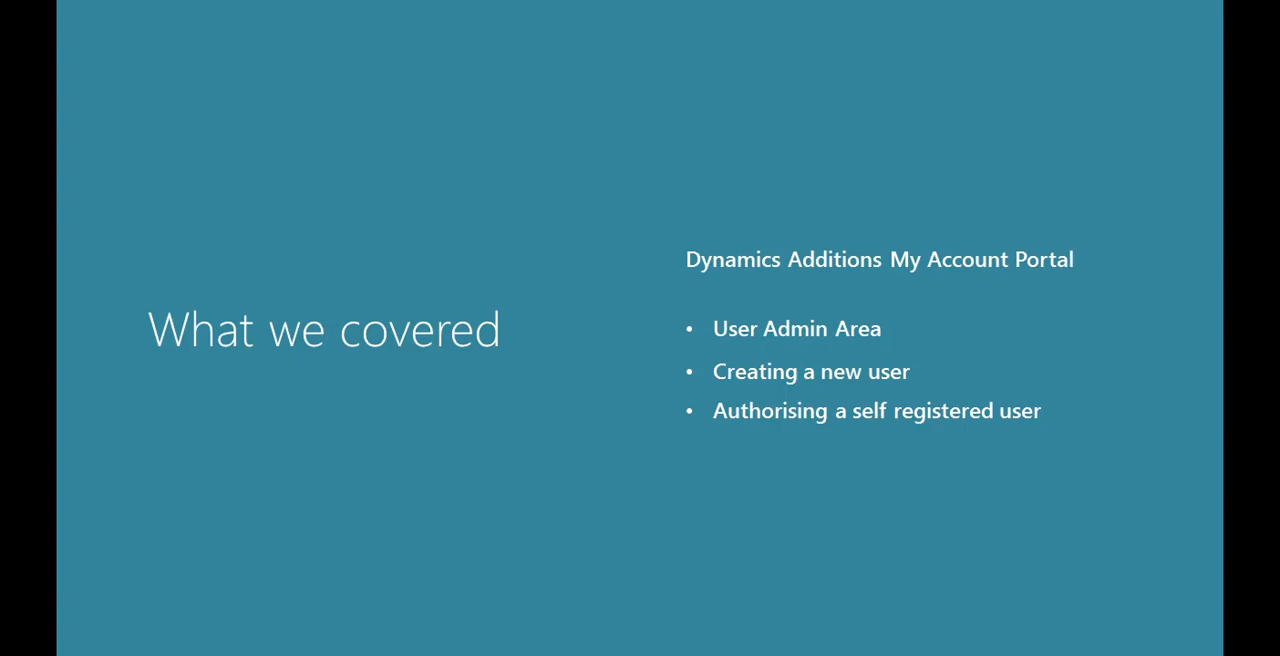 What we covered
Dynamics Additions My Account Portal
• User Admin Area
• Creating a new user
• Authorising a self registered user